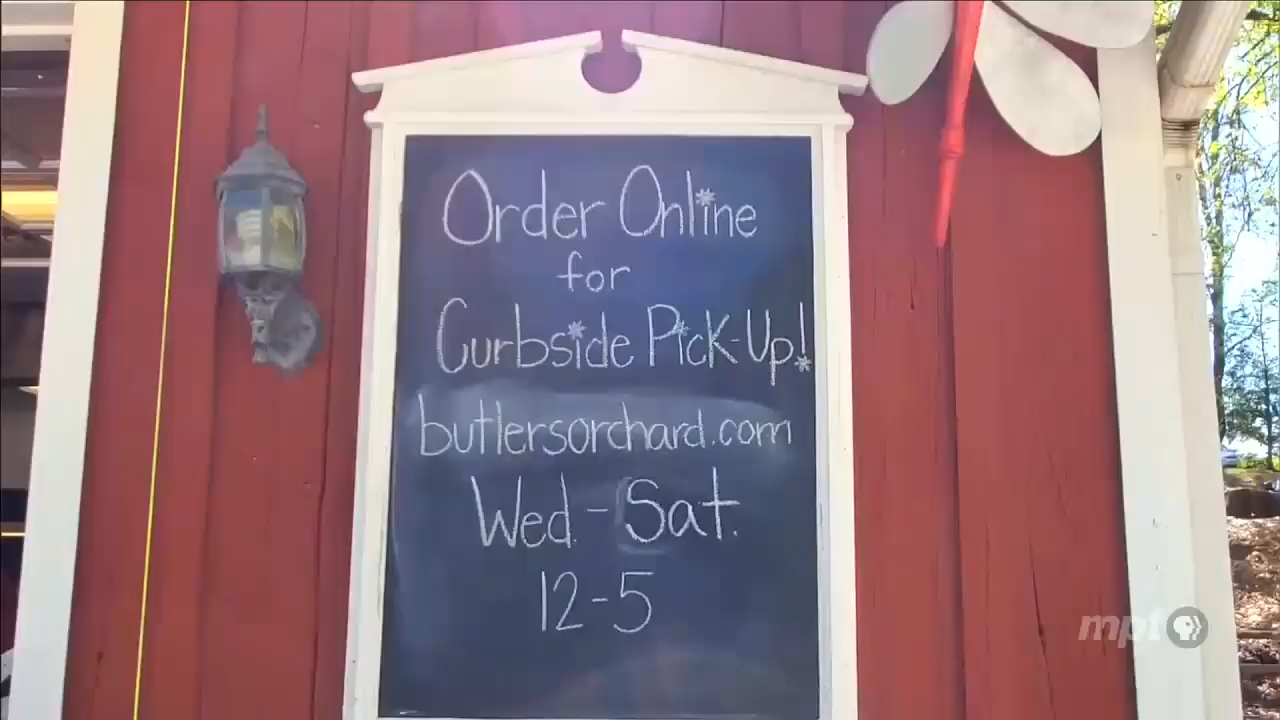 Order Online
for
Curbside Pick-Up!
butlersorchard.com
Wed. - Sat.
12-5
mpt